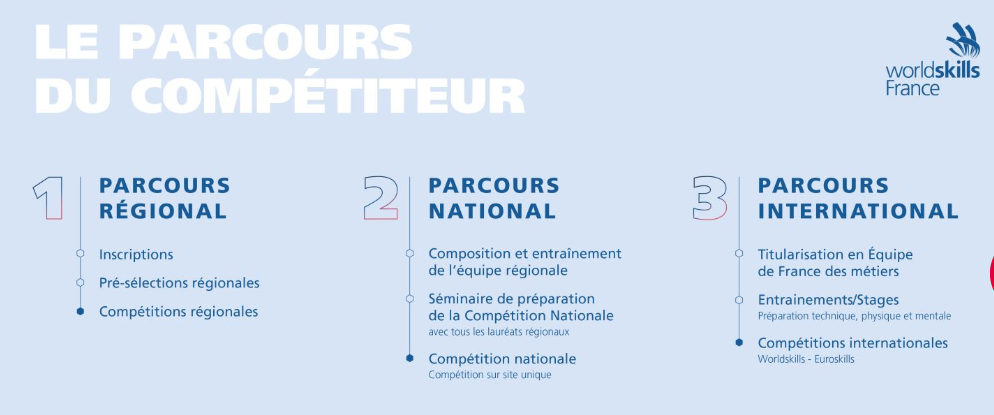 LE PARCOURS
DU COMPÉTITEUR
worldskills
France
1
PARCOURS
RÉGIONAL
Inscriptions
Pré-sélections régionales
Compétitions régionales
2
PARCOURS
NATIONAL
Composition et entraînement
de l'équipe régionale
Séminaire de préparation
de la Compétition Nationale
avec tous les lauréats régionaux
Compétition nationale
Compétition sur site unique
3
PARCOURS
INTERNATIONAL
Titularisation en Équipe
de France des métiers
Entrainements/Stages
Préparation technique, physique et mentale
Compétitions internationales
Worldskills - Euroskills